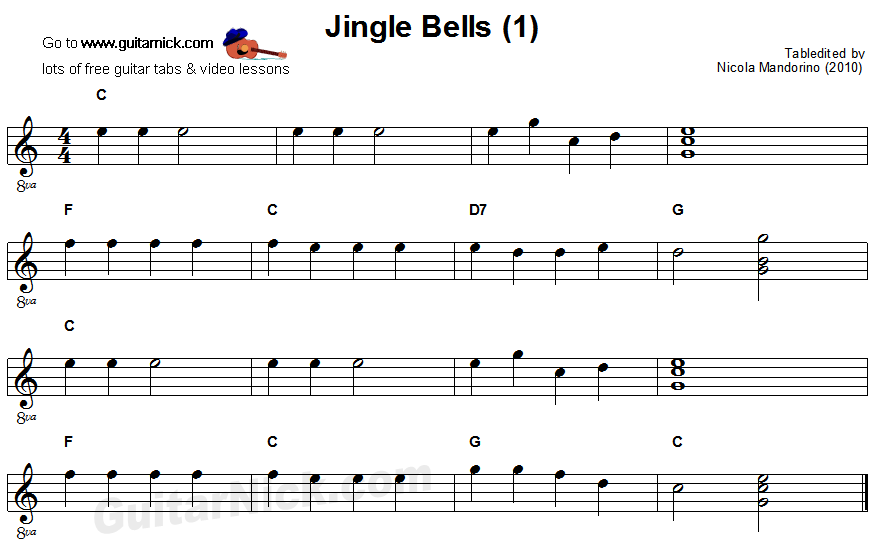 Jingle Bells (1)
Go to www.guitarnick.com
lots of free guitar tabs & video lessons
Tabledited by
Nicola Mandorino (2010)
C
4
4
8va
F C D7 G
8va
C
8va
F C G C
GuitarNick.com
8va